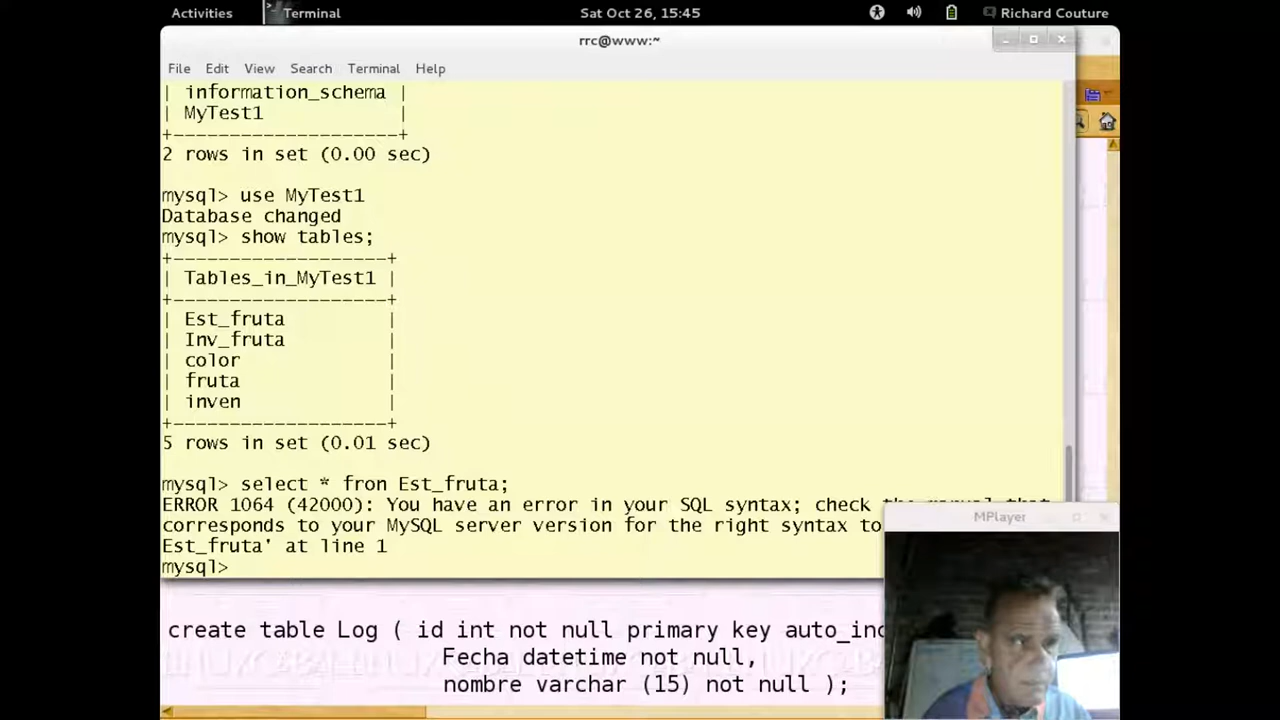 Activities Terminal Sat Oct 26, 15:45 Richard Couture
rrc@www:~
File Edit View Search Terminal Help
| information_schema |
| MyTest1 |
+--------------------+
2 rows in set (0.00 sec)
mysql> use MyTest1
Database changed
mysql> show tables;
+-------------------+
| Tables_in_MyTest1 |
+-------------------+
| Est_fruta |
| Inv_fruta |
| color |
| fruta |
| inven |
+-------------------+
5 rows in set (0.01 sec)
mysql> select * fron Est_fruta;
ERROR 1064 (42000): You have an error in your SQL syntax; check the manual that
corresponds to your MySQL server version for the right syntax to
Est_fruta' at line 1
mysql>
MPlayer
create table Log ( id int not null primary key auto_inc
Fecha datetime not null,
nombre varchar (15) not null );